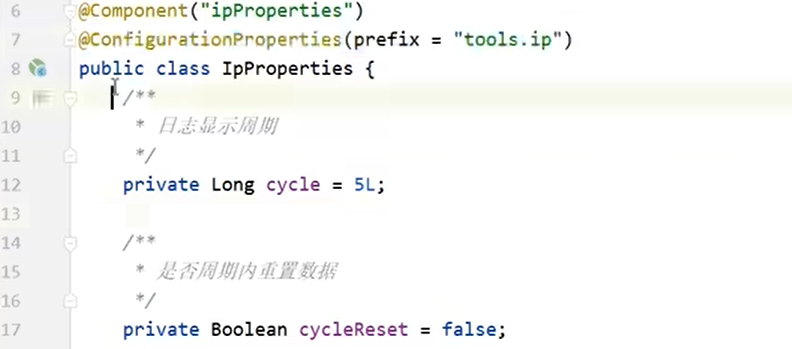 6 @Component("ipProperties")
7 @ConfigurationProperties(prefix = "tools.ip")
8 public class IpProperties {
9 /**
10 * 日志显示周期
11 */
12 private Long cycle = 5L;
13
14 /**
15 * 是否周期内重置数据
16 */
17 private Boolean cycleReset = false;